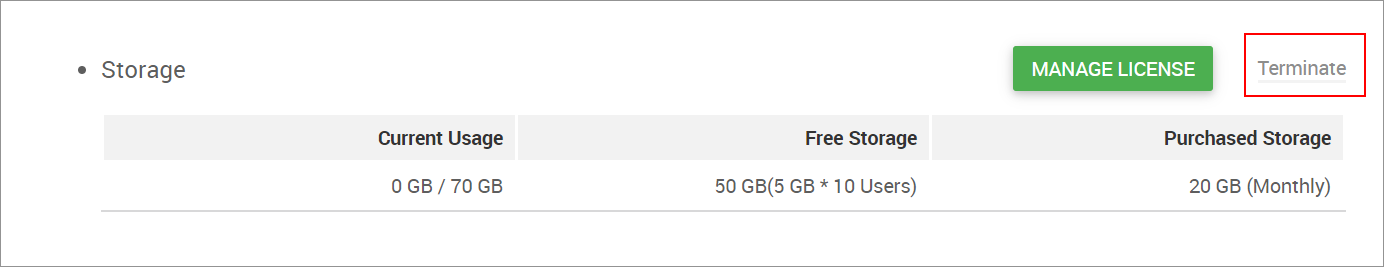 Storage
MANAGE LICENSE
Terminate
Current Usage
Free Storage
Purchased Storage
0 GB / 70 GB
50 GB(5 GB * 10 Users)
20 GB (Monthly)